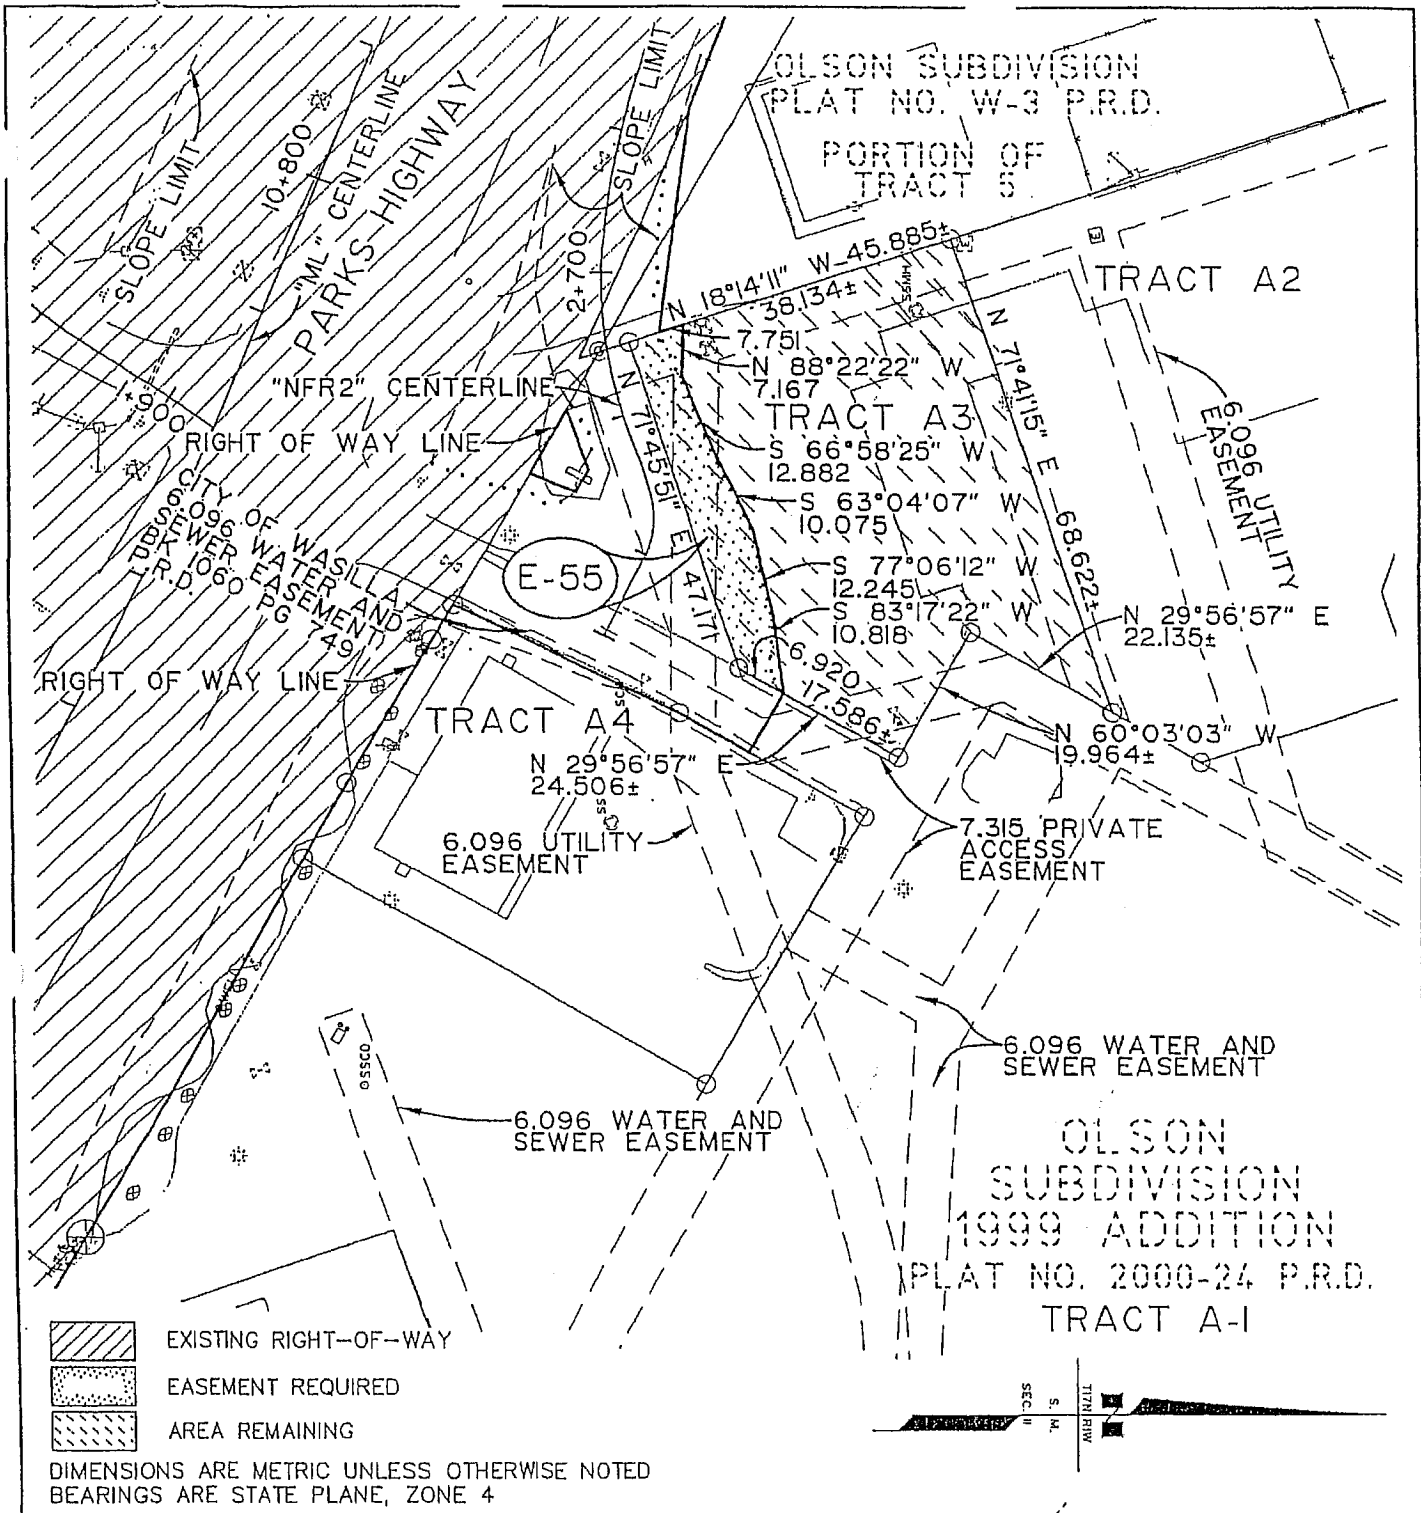 OLSON SUBDIVISION
PLAT NO. W-3 P.R.D.
PORTION OF
TRACT 5
SLOPE LIMIT
SLOPE LIMIT
10+800
"ML" CENTERLINE
PARKS HIGHWAY
2+700
N 18°14'11" W 45.885±
38.134±
TRACT A2
7.751
N 88°22'22" W
7.167
"NFR2" CENTERLINE
TRACT A3
RIGHT OF WAY LINE
S 66°58'25" W
12.882
S 63°04'07" W
10.075
N 71°45'51" E 47.171
N 71°41'15" E 68.622±
6.096 UTILITY
EASEMENT
CITY OF WASILLA
6.096 WATER AND
SEWER EASEMENT
BK 1060 PG 749
P.R.D.
E-55
S 77°06'12" W
12.245
S 83°17'22" W
10.818
N 29°56'57" E
22.135±
6.920
17.586±
RIGHT OF WAY LINE
TRACT A4
N 60°03'03" W
19.964±
N 29°56'57" E
24.506±
SS
6.096 UTILITY
EASEMENT
7.315 PRIVATE
ACCESS
EASEMENT
6.096 WATER AND
SEWER EASEMENT
6.096 WATER AND
SEWER EASEMENT
OLSON
SUBDIVISION
1999 ADDITION
PLAT NO. 2000-24 P.R.D.
TRACT A-1
EXISTING RIGHT-OF-WAY
EASEMENT REQUIRED
AREA REMAINING
T17N R1W
S. M.
SEC. 11
DIMENSIONS ARE METRIC UNLESS OTHERWISE NOTED
BEARINGS ARE STATE PLANE, ZONE 4